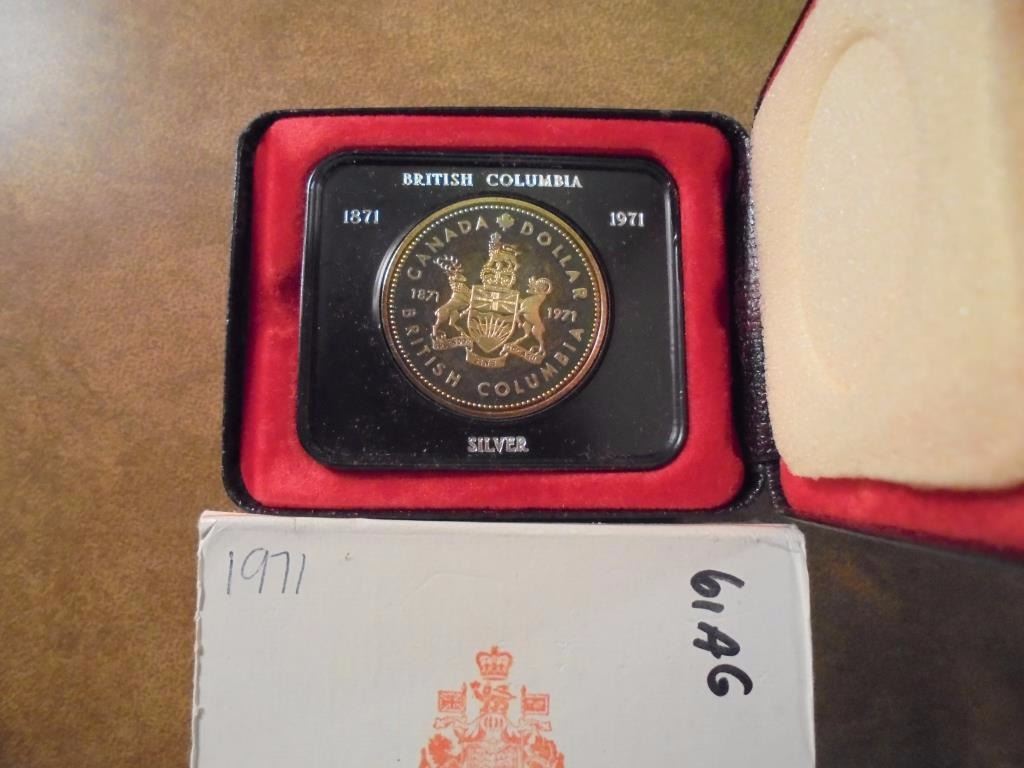 BRITISH COLUMBIA
1871 1971
CANADA DOLLAR
1871 1971
BRITISH COLUMBIA
SILVER
1971
61AG